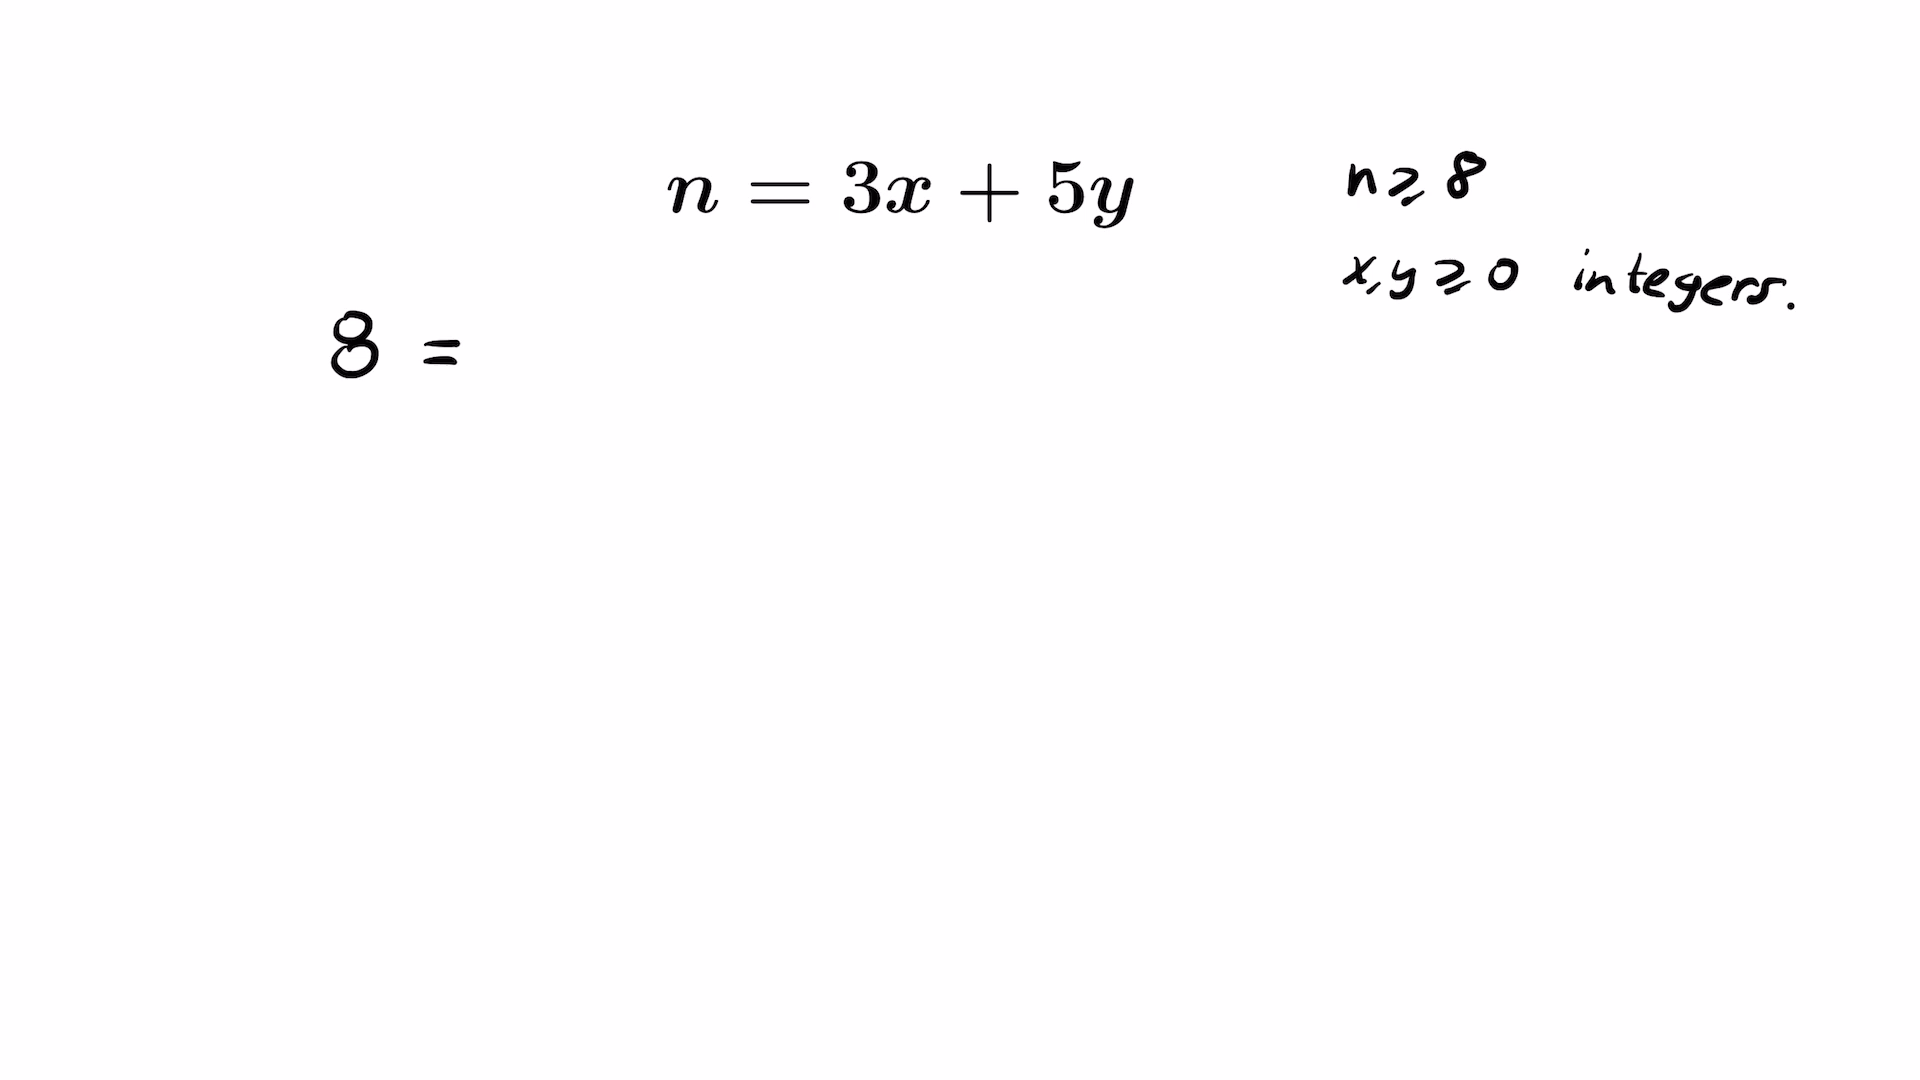 n = 3x + 5y
n ⩾ 8
x, y ⩾ 0 integers.
8 =